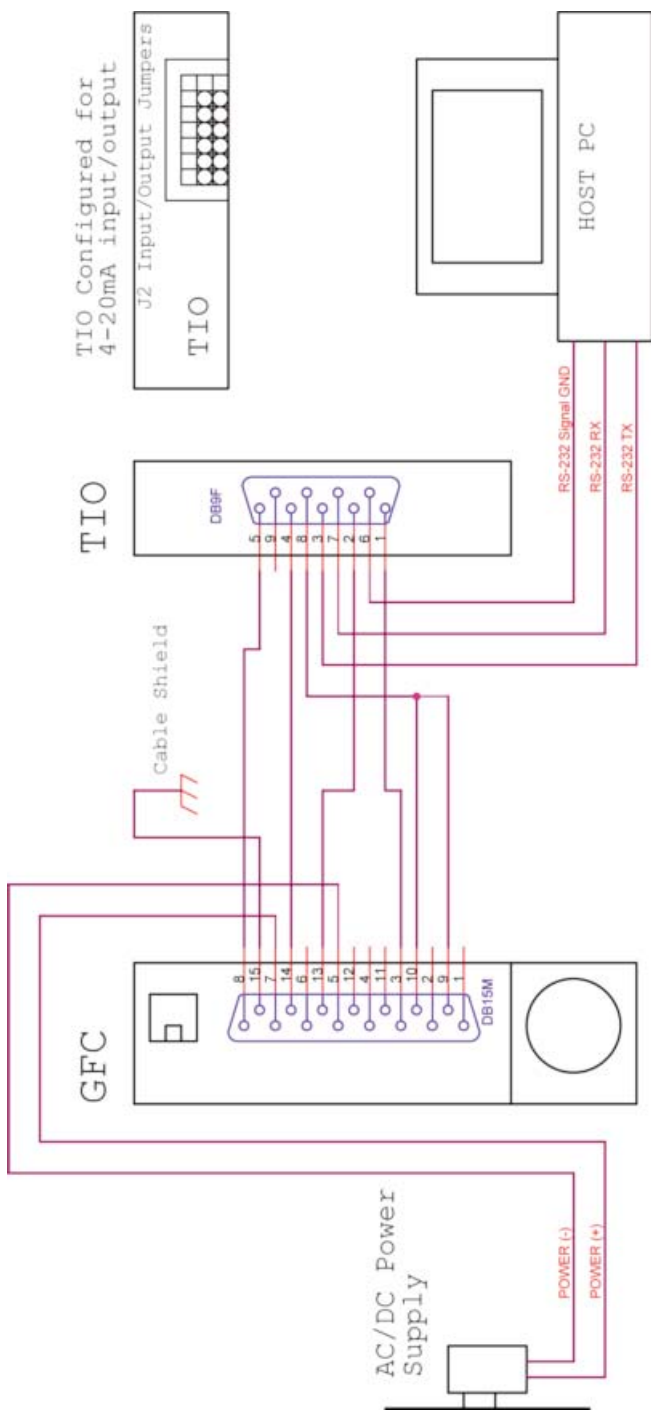 AC/DC Power
Supply
POWER (-)
POWER (+)
GFC
8
15
7
14
6
13
5
12
4
11
3
10
2
9
1
DB15M
Cable Shield
TIO
DB9F
5
9
4
8
3
7
2
6
1
TIO Configured for
4-20mA input/output
J2 Input/Output Jumpers
TIO
RS-232 Signal GND
RS-232 RX
RS-232 TX
HOST PC